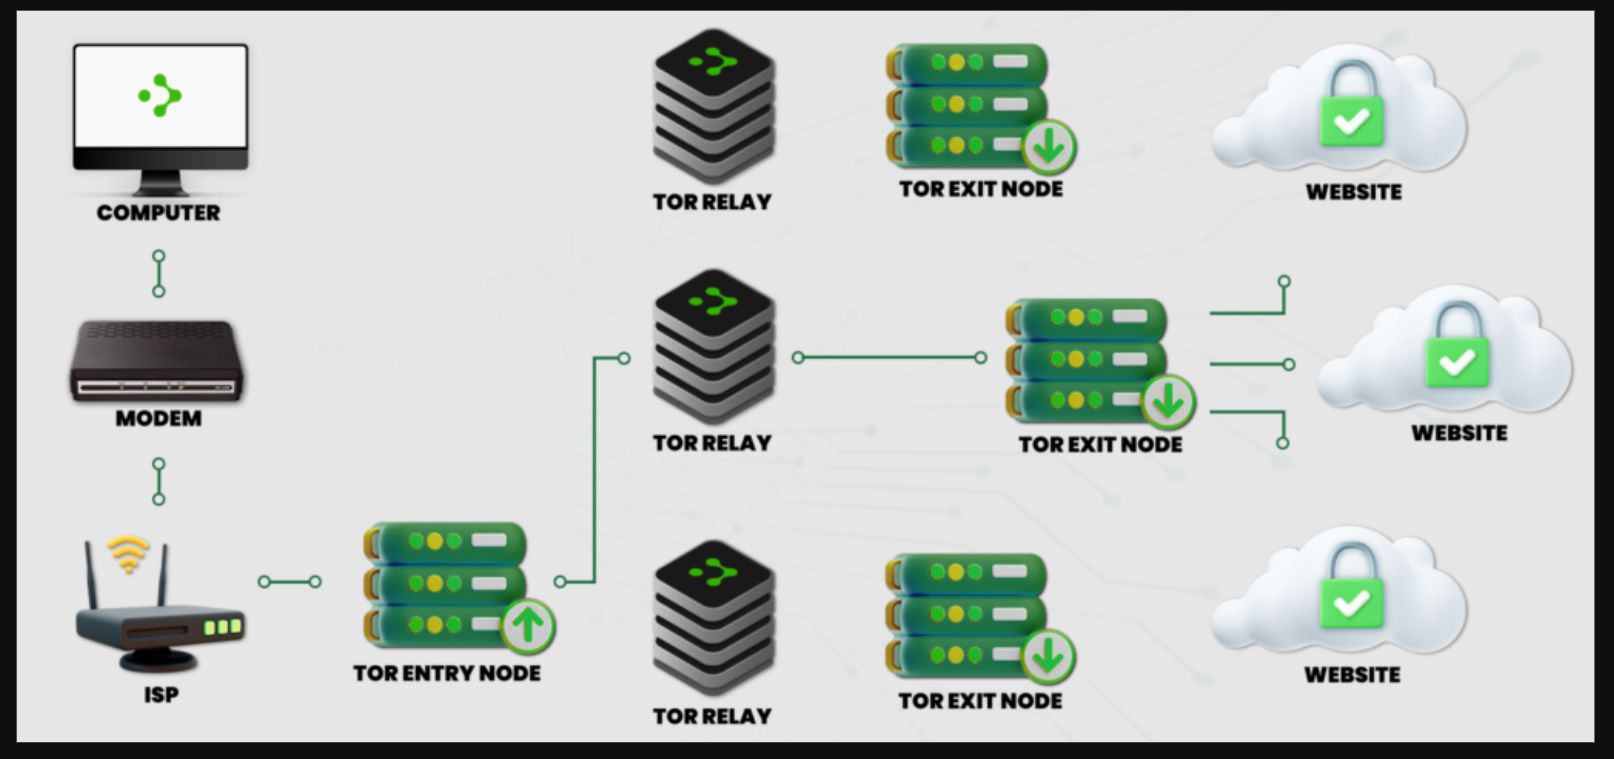 COMPUTER
MODEM
ISP
TOR ENTRY NODE
TOR RELAY
TOR EXIT NODE
WEBSITE
TOR RELAY
TOR EXIT NODE
WEBSITE
TOR RELAY
TOR EXIT NODE
WEBSITE